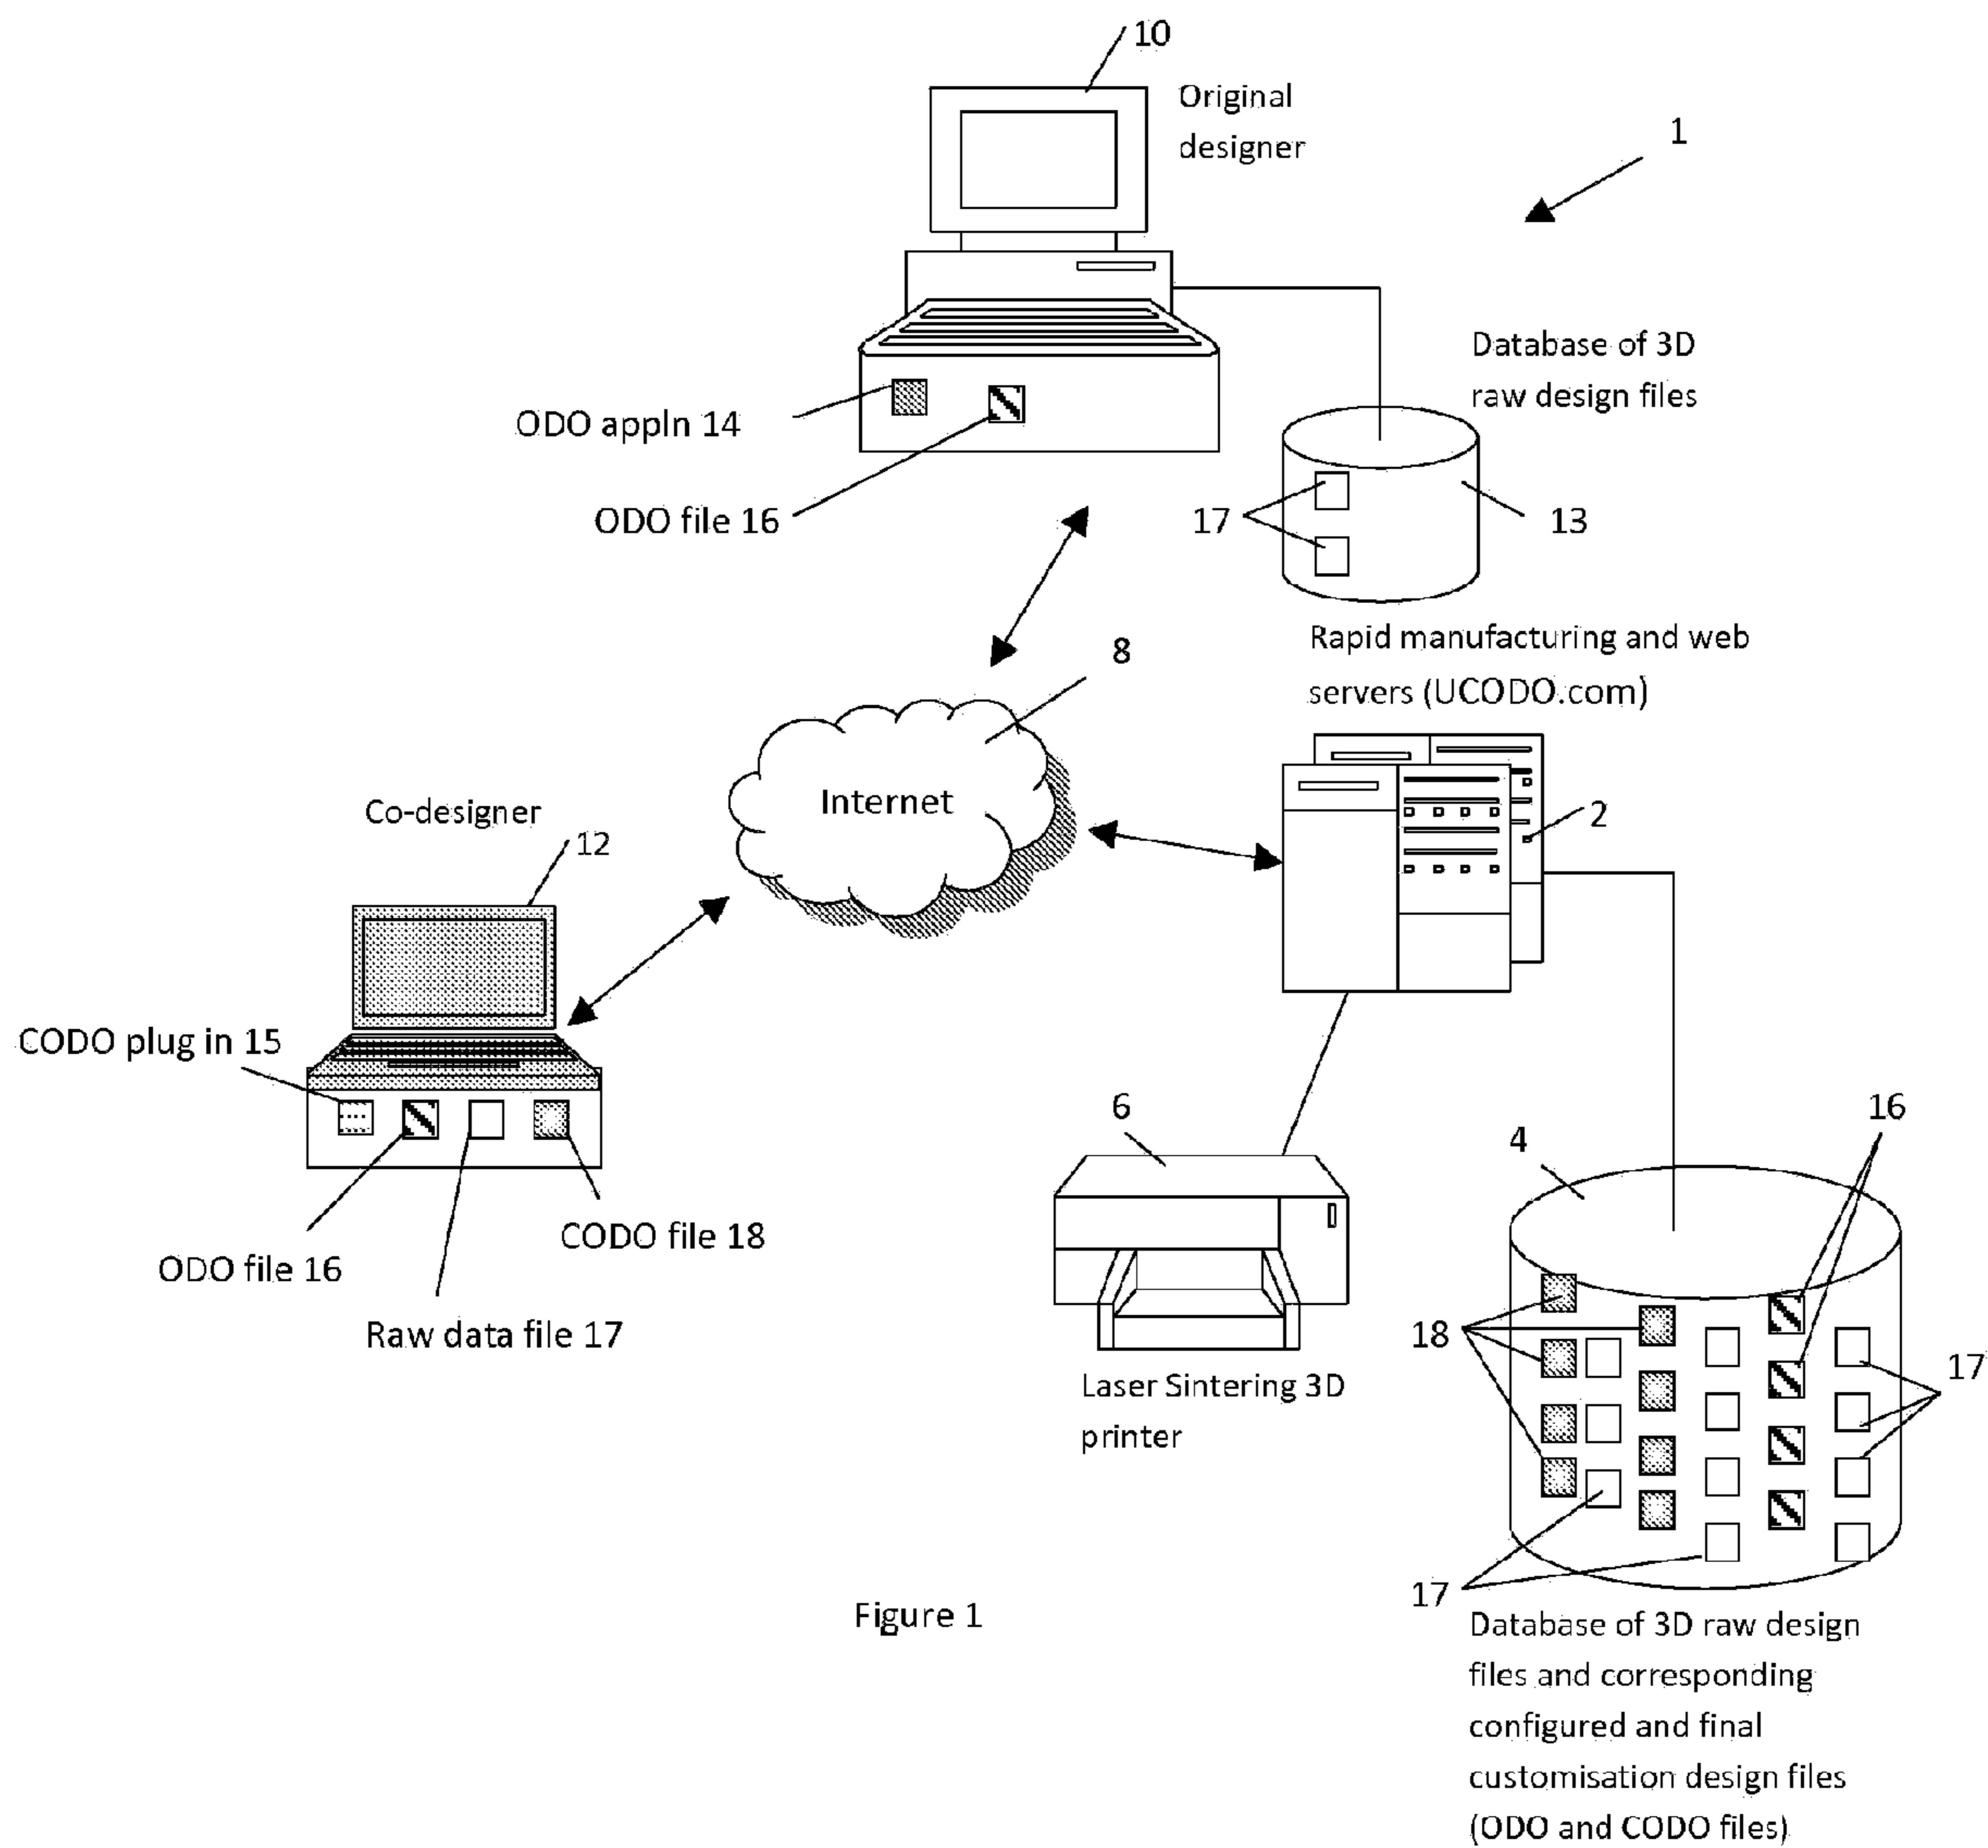 10
Original
designer
1
Database of 3D
raw design files
ODO appln 14
ODO file 16
17
13
Rapid manufacturing and web
servers (UCODO.com)
8
Internet
2
Co-designer
12
CODO plug in 15
6
16
4
CODO file 18
ODO file 16
Raw data file 17
18
17
Laser Sintering 3D
printer
17
Figure 1
Database of 3D raw design
files and corresponding
configured and final
customisation design files
(ODO and CODO files)